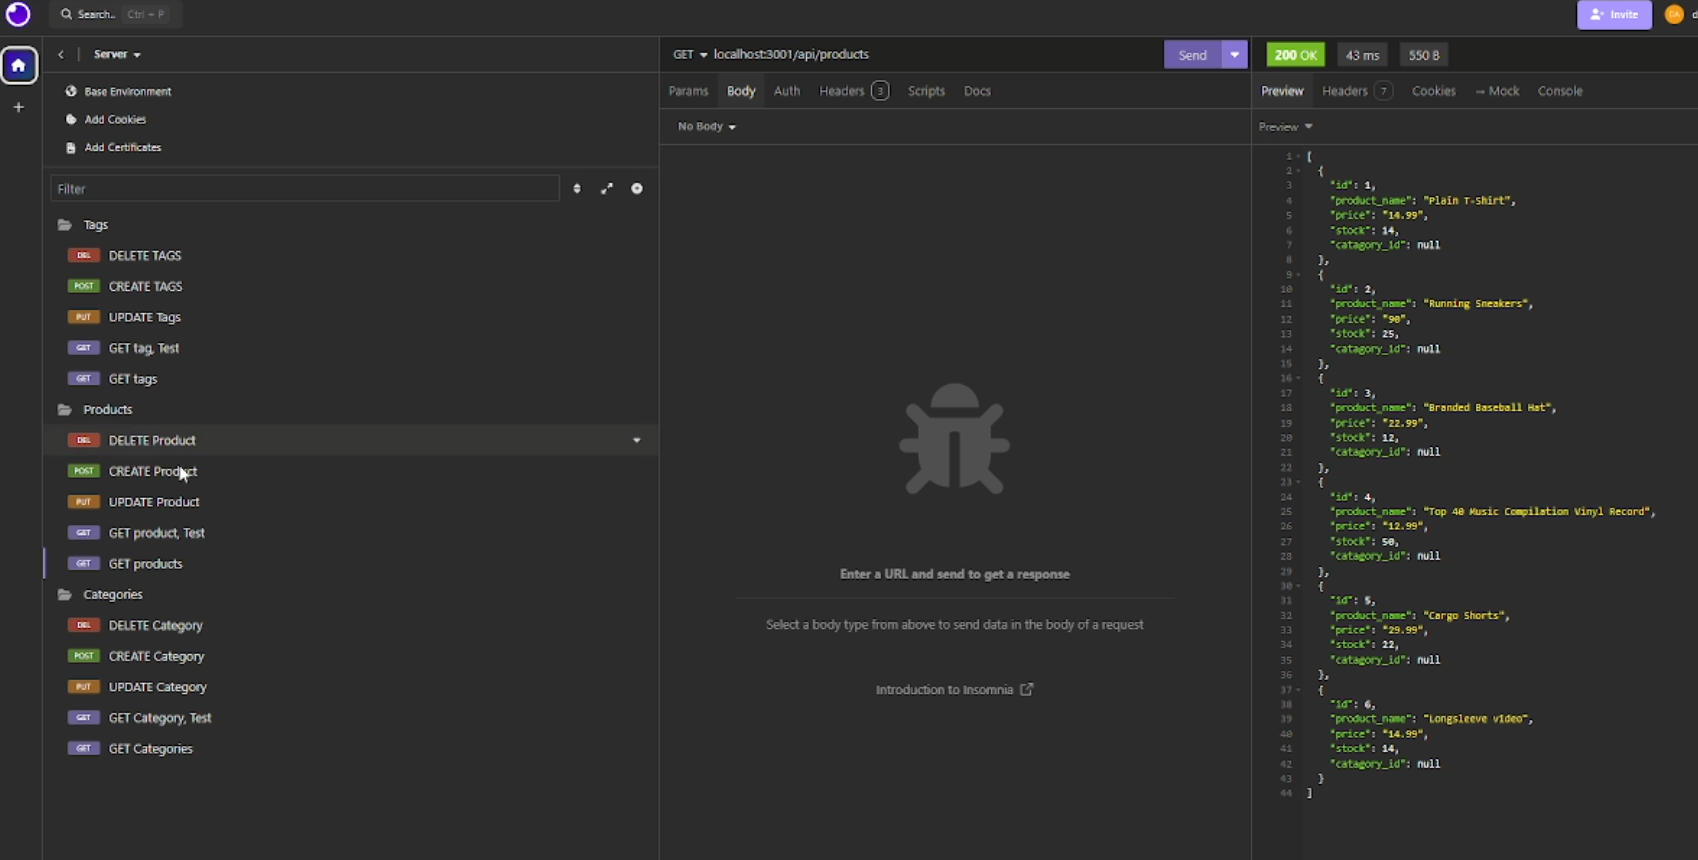 Search.. Ctrl + P
Invite
DA
Server
Base Environment
Add Cookies
Add Certificates
Filter
Tags
DEL DELETE TAGS
POST CREATE TAGS
PUT UPDATE Tags
GET GET tag, Test
GET GET tags
Products
DEL DELETE Product
POST CREATE Product
PUT UPDATE Product
GET GET product, Test
GET GET products
Categories
DEL DELETE Category
POST CREATE Category
PUT UPDATE Category
GET GET Category, Test
GET GET Categories
GET localhost:3001/api/products
Send
Params Body Auth Headers 3 Scripts Docs
No Body
Enter a URL and send to get a response
Select a body type from above to send data in the body of a request
Introduction to Insomnia
200 OK 43 ms 550 B
Preview Headers 7 Cookies → Mock Console
Preview
1 [
2 {
3 "id": 1,
4 "product_name": "Plain T-Shirt",
5 "price": "14.99",
6 "stock": 14,
7 "catagory_id": null
8 },
9 {
10 "id": 2,
11 "product_name": "Running Sneakers",
12 "price": "90",
13 "stock": 25,
14 "catagory_id": null
15 },
16 {
17 "id": 3,
18 "product_name": "Branded Baseball Hat",
19 "price": "22.99",
20 "stock": 12,
21 "catagory_id": null
22 },
23 {
24 "id": 4,
25 "product_name": "Top 40 Music Compilation Vinyl Record",
26 "price": "12.99",
27 "stock": 50,
28 "catagory_id": null
29 },
30 {
31 "id": 5,
32 "product_name": "Cargo Shorts",
33 "price": "29.99",
34 "stock": 22,
35 "catagory_id": null
36 },
37 {
38 "id": 6,
39 "product_name": "Longsleeve video",
40 "price": "14.99",
41 "stock": 14,
42 "catagory_id": null
43 }
44 ]